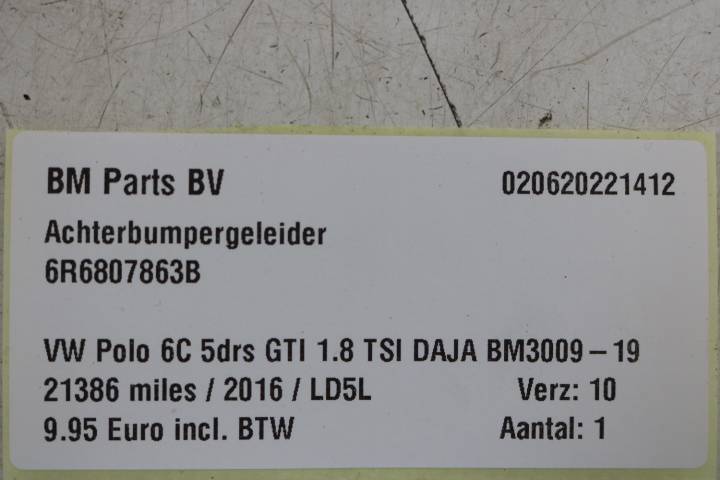 BM Parts BV 020620221412
Achterbumpergeleider
6R6807863B
VW Polo 6C 5drs GTI 1.8 TSI DAJA BM3009 – 19
21386 miles / 2016 / LD5L Verz: 10
9.95 Euro incl. BTW Aantal: 1